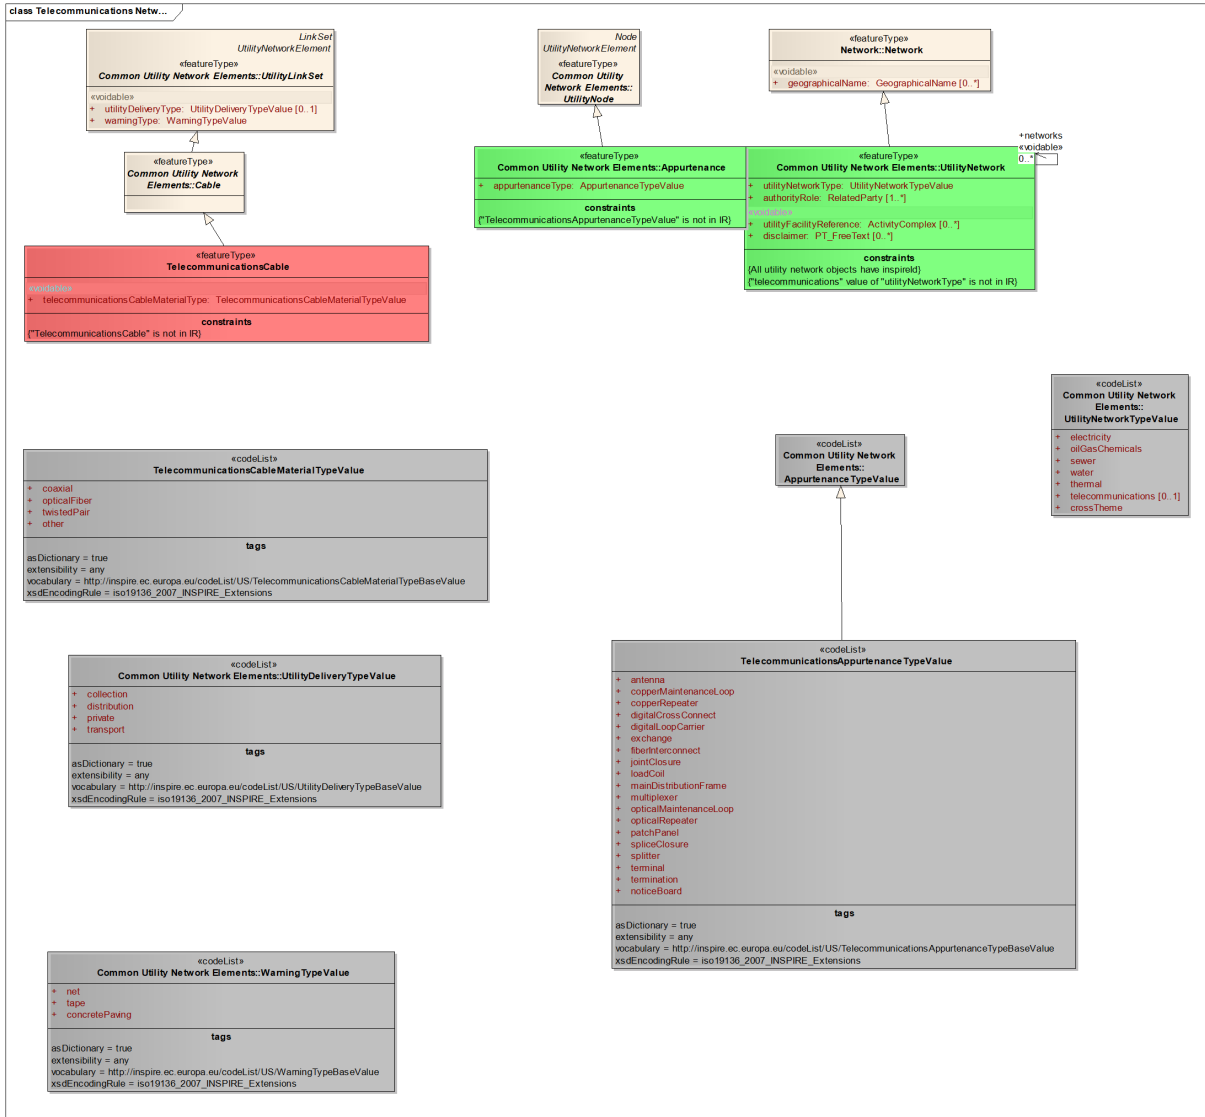 class Telecommunications Netw...
LinkSet
UtilityNetworkElement
«featureType»
Common Utility Network Elements::UtilityLinkSet
«voidable»
+ utilityDeliveryType: UtilityDeliveryTypeValue [0..1]
+ warningType: WarningTypeValue
Node
UtilityNetworkElement
«featureType»
Common Utility
Network Elements::
UtilityNode
«featureType»
Network::Network
«voidable»
+ geographicalName: GeographicalName [0..*]
«featureType»
Common Utility Network
Elements::Cable
«featureType»
Common Utility Network Elements::Appurtenance
+ appurtenanceType: AppurtenanceTypeValue
constraints
{"TelecommunicationsAppurtenanceTypeValue" is not in IR}
«featureType»
Common Utility Network Elements::UtilityNetwork
+ utilityNetworkType: UtilityNetworkTypeValue
+ authorityRole: RelatedParty [1..*]
«voidable»
+ utilityFacilityReference: ActivityComplex [0..*]
+ disclaimer: PT_FreeText [0..*]
constraints
{All utility network objects have inspireId}
{"telecommunications" value of "utilityNetworkType" is not in IR}
+networks
«voidable»
0..*
«featureType»
TelecommunicationsCable
«voidable»
+ telecommunicationsCableMaterialType: TelecommunicationsCableMaterialTypeValue
constraints
{"TelecommunicationsCable" is not in IR}
«codeList»
Common Utility Network
Elements::
UtilityNetworkTypeValue
+ electricity
+ oilGasChemicals
+ sewer
+ water
+ thermal
+ telecommunications [0..1]
+ crossTheme
«codeList»
Common Utility Network
Elements::
AppurtenanceTypeValue
«codeList»
TelecommunicationsCableMaterialTypeValue
+ coaxial
+ opticalFiber
+ twistedPair
+ other
tags
asDictionary = true
extensibility = any
vocabulary = http://inspire.ec.europa.eu/codeList/US/TelecommunicationsCableMaterialTypeBaseValue
xsdEncodingRule = iso19136_2007_INSPIRE_Extensions
«codeList»
Common Utility Network Elements::UtilityDeliveryTypeValue
+ collection
+ distribution
+ private
+ transport
tags
asDictionary = true
extensibility = any
vocabulary = http://inspire.ec.europa.eu/codeList/US/UtilityDeliveryTypeBaseValue
xsdEncodingRule = iso19136_2007_INSPIRE_Extensions
«codeList»
TelecommunicationsAppurtenanceTypeValue
+ antenna
+ copperMaintenanceLoop
+ copperRepeater
+ digitalCrossConnect
+ digitalLoopCarrier
+ exchange
+ fiberInterconnect
+ jointClosure
+ loadCoil
+ mainDistributionFrame
+ multiplexer
+ opticalMaintenanceLoop
+ opticalRepeater
+ patchPanel
+ spliceClosure
+ splitter
+ terminal
+ termination
+ noticeBoard
tags
asDictionary = true
extensibility = any
vocabulary = http://inspire.ec.europa.eu/codeList/US/TelecommunicationsAppurtenanceTypeBaseValue
xsdEncodingRule = iso19136_2007_INSPIRE_Extensions
«codeList»
Common Utility Network Elements::WarningTypeValue
+ net
+ tape
+ concretePaving
tags
asDictionary = true
extensibility = any
vocabulary = http://inspire.ec.europa.eu/codeList/US/WarningTypeBaseValue
xsdEncodingRule = iso19136_2007_INSPIRE_Extensions